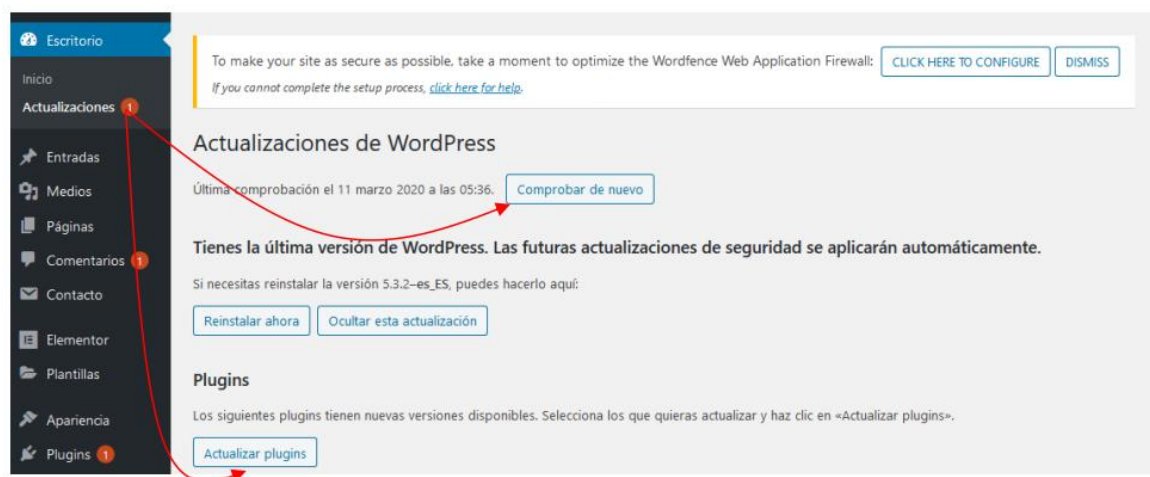 Escritorio
Inicio
Actualizaciones 1
Entradas
Medios
Páginas
Comentarios 1
Contacto
Elementor
Plantillas
Apariencia
Plugins 1
To make your site as secure as possible, take a moment to optimize the Wordfence Web Application Firewall: CLICK HERE TO CONFIGURE DISMISS
If you cannot complete the setup process, click here for help.
Actualizaciones de WordPress
Última comprobación el 11 marzo 2020 a las 05:36. Comprobar de nuevo
Tienes la última versión de WordPress. Las futuras actualizaciones de seguridad se aplicarán automáticamente.
Si necesitas reinstalar la versión 5.3.2–es_ES, puedes hacerlo aquí:
Reinstalar ahora Ocultar esta actualización
Plugins
Los siguientes plugins tienen nuevas versiones disponibles. Selecciona los que quieras actualizar y haz clic en «Actualizar plugins».
Actualizar plugins